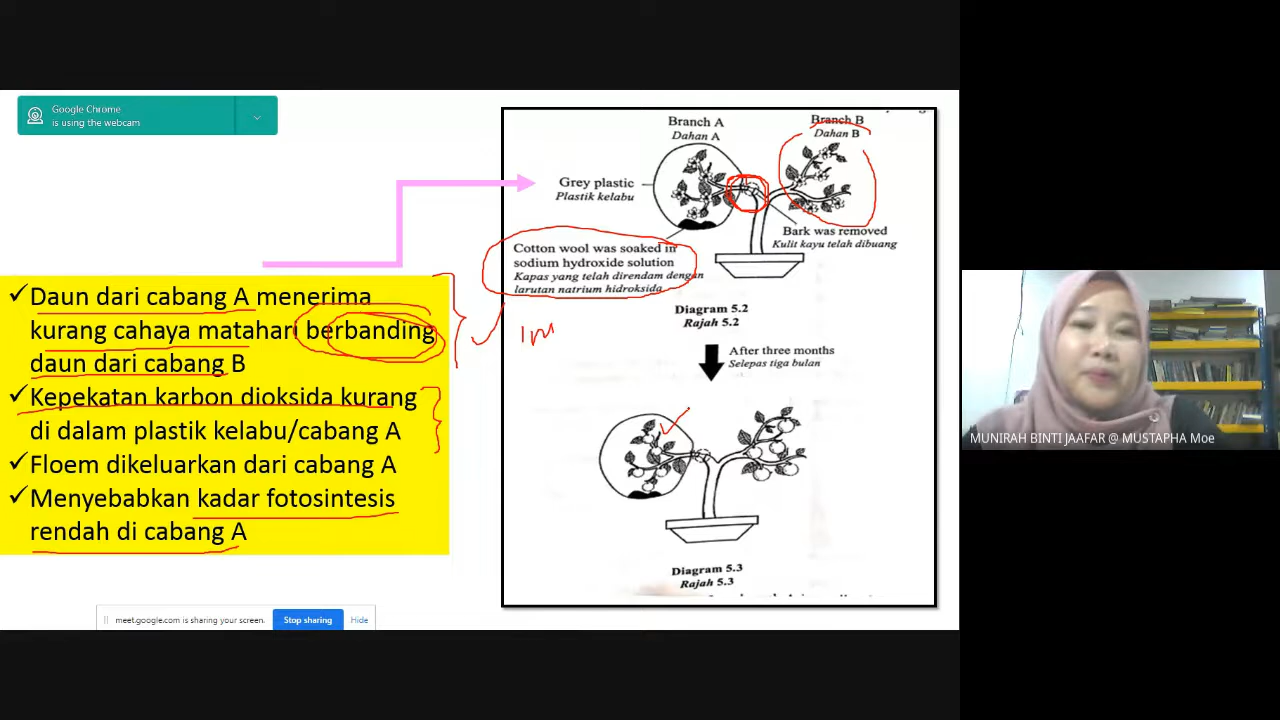 Google Chrome
is using the webcam
Branch A
Dahan A
Branch B
Dahan B
Grey plastic
Plastik kelabu
Bark was removed
Kulit kayu telah dibuang
Cotton wool was soaked in
sodium hydroxide solution
Kapas yang telah direndam dengan
larutan natrium hidroksida
Diagram 5.2
Rajah 5.2
After three months
Selepas tiga bulan
Diagram 5.3
Rajah 5.3
✓ Daun dari cabang A menerima
kurang cahaya matahari berbanding
daun dari cabang B
✓ Kepekatan karbon dioksida kurang
di dalam plastik kelabu/cabang A
✓ Floem dikeluarkan dari cabang A
✓ Menyebabkan kadar fotosintesis
rendah di cabang A
meet.google.com is sharing your screen.
Stop sharing
Hide
MUNIRAH BINTI JAAFAR @ MUSTAPHA Moe